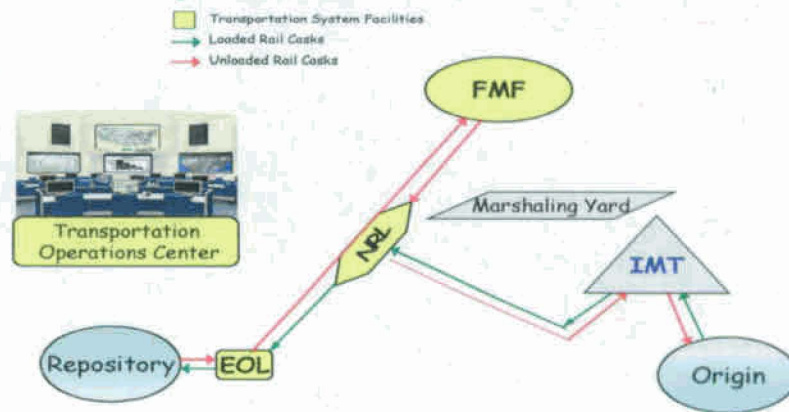 Transportation System Facilities
Loaded Rail Casks
Unloaded Rail Casks
FMF
Marshaling Yard
NRL
IMT
Transportation
Operations Center
Repository
EOL
Origin